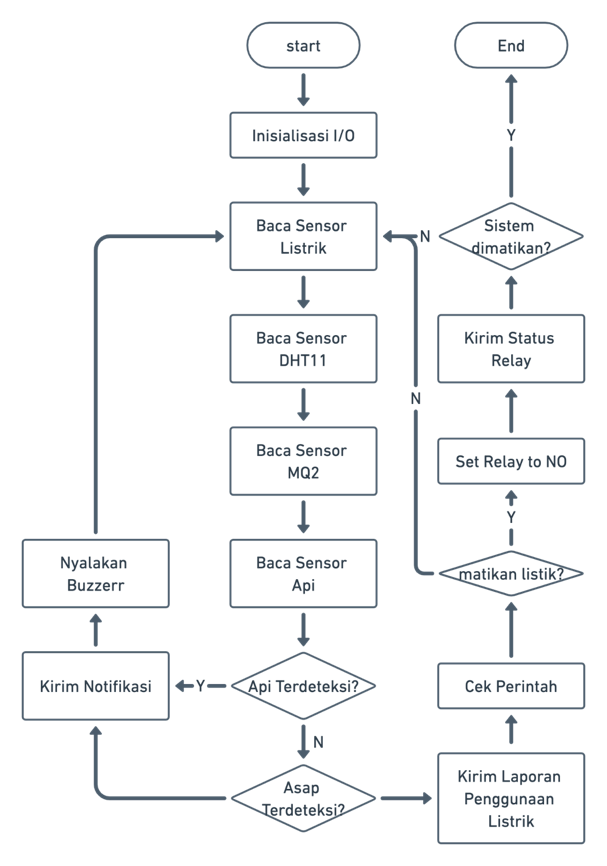 start
Inisialisasi I/O
Baca Sensor
Listrik
Baca Sensor
DHT11
Baca Sensor
MQ2
Baca Sensor
Api
Api Terdeteksi?
Y
Kirim Notifikasi
Nyalakan
Buzzerr
N
Asap
Terdeteksi?
Kirim Laporan
Penggunaan
Listrik
Cek Perintah
matikan listik?
N
Y
Set Relay to NO
Kirim Status
Relay
Sistem
dimatikan?
N
Y
End